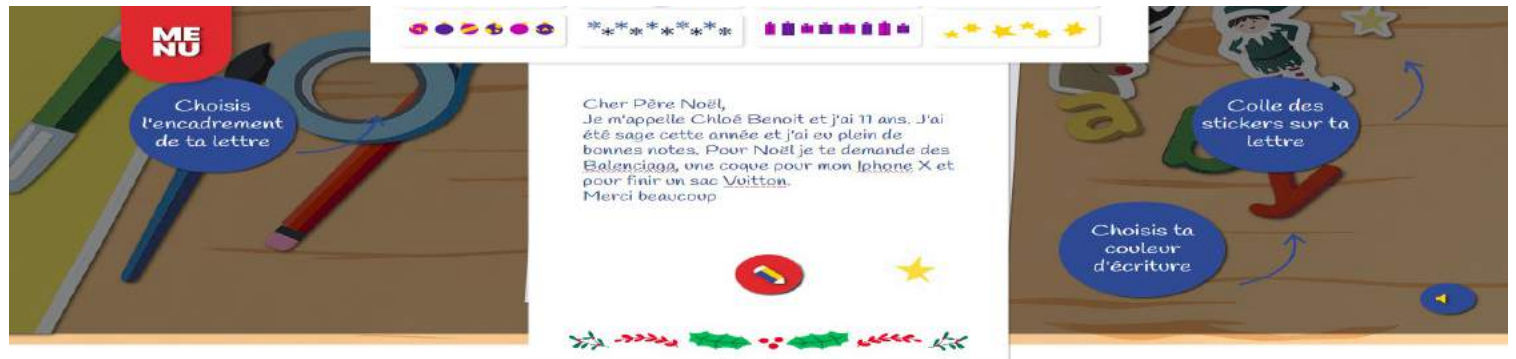 ME
NU
Choisis
l'encadrement
de ta lettre
Cher Père Noël,
Je m'appelle Chloé Benoit et j'ai 11 ans. J'ai
été sage cette année et j'ai eu plein de
bonnes notes. Pour Noël je te demande des
Balenciaga, une coque pour mon Iphone X et
pour finir un sac Vuitton.
Merci beaucoup
Colle des
stickers sur ta
lettre
Choisis ta
couleur
d'écriture